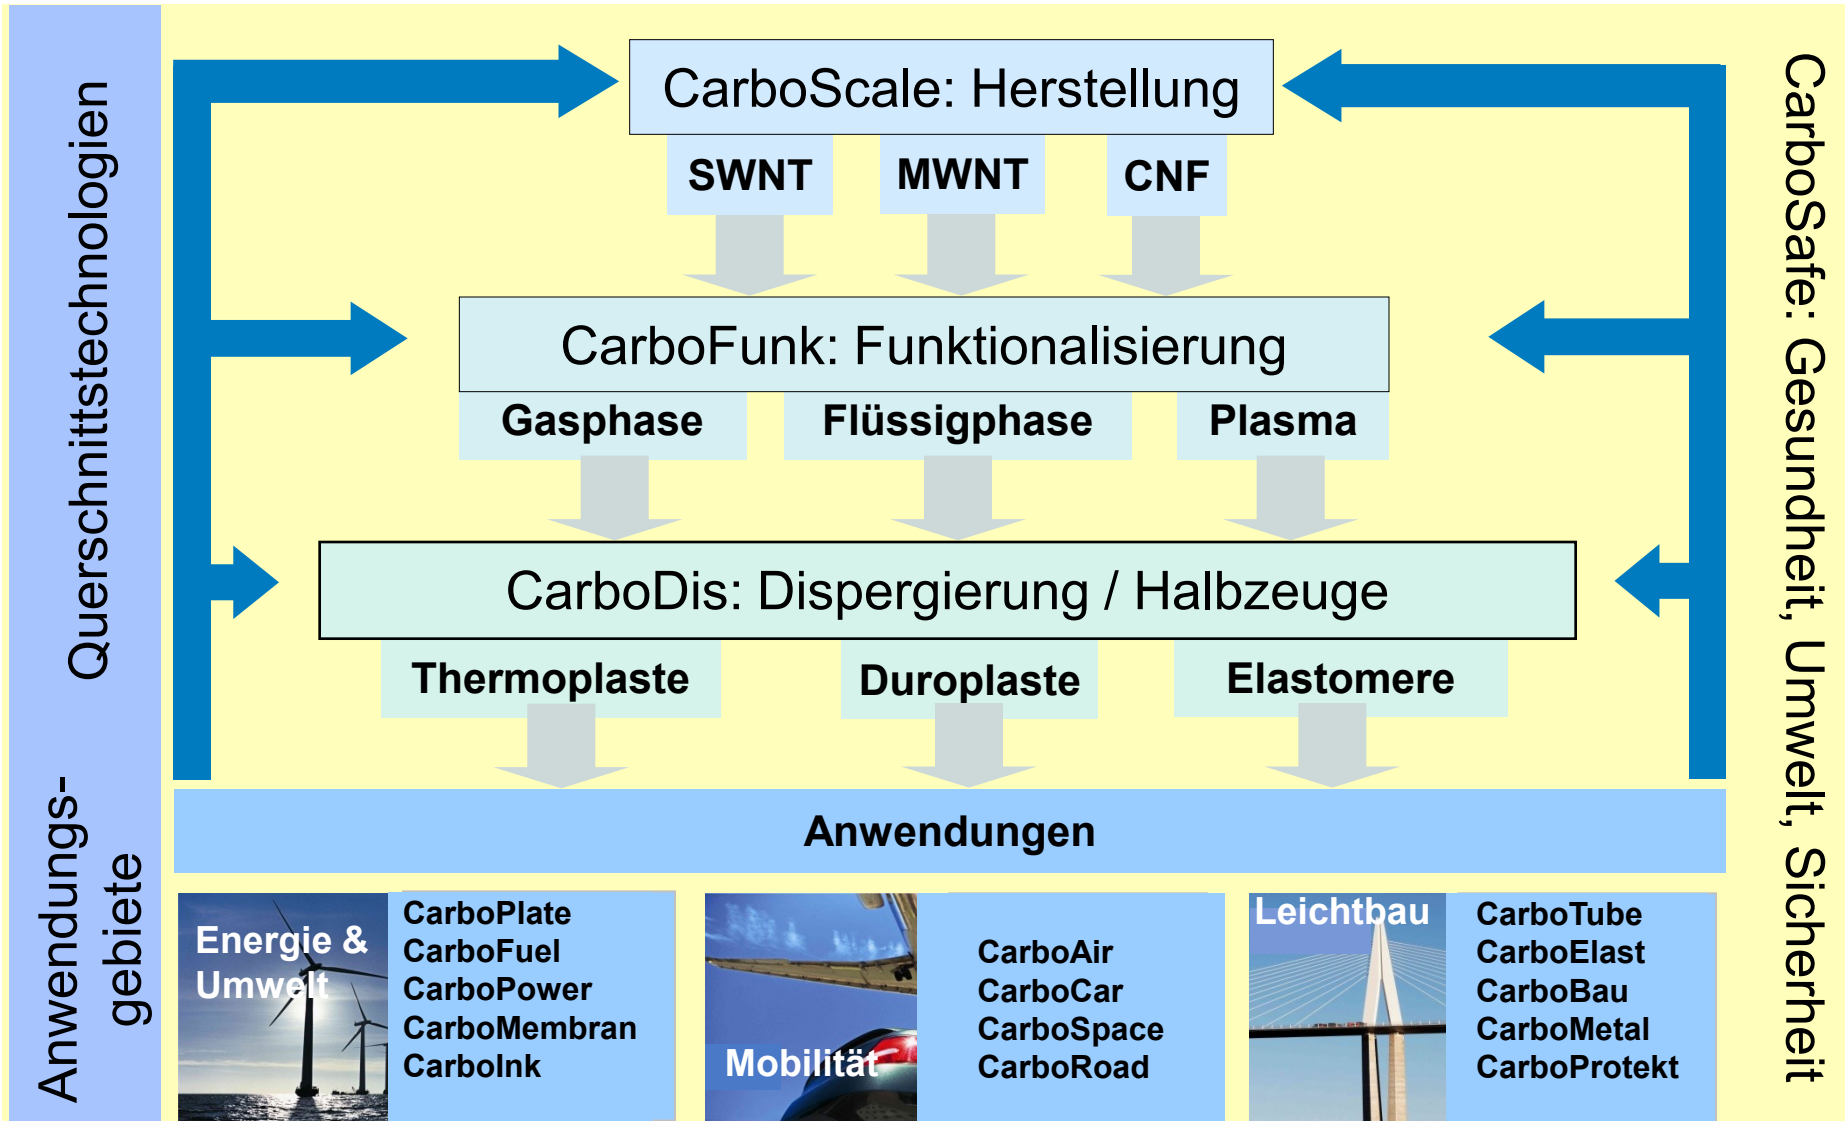 Querschnittstechnologien
Anwendungs-
gebiete
CarboScale: Herstellung
SWNT
MWNT
CNF
CarboFunk: Funktionalisierung
Gasphase
Flüssigphase
Plasma
CarboDis: Dispergierung / Halbzeuge
Thermoplaste
Duroplaste
Elastomere
Anwendungen
Energie &
Umwelt
CarboPlate
CarboFuel
CarboPower
CarboMembran
CarboInk
Mobilität
CarboAir
CarboCar
CarboSpace
CarboRoad
Leichtbau
CarboTube
CarboElast
CarboBau
CarboMetal
CarboProtekt
CarboSafe: Gesundheit, Umwelt, Sicherheit